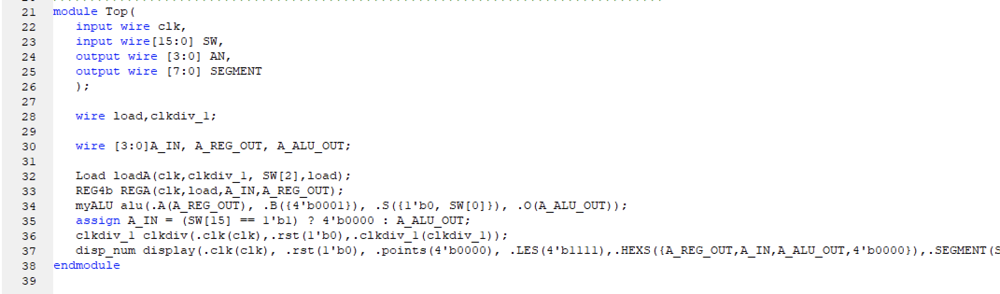 21 module Top(
22    input wire clk,
23    input wire[15:0] SW,
24    output wire [3:0] AN,
25    output wire [7:0] SEGMENT
26    );
27
28    wire load,clkdiv_1;
29
30    wire [3:0]A_IN, A_REG_OUT, A_ALU_OUT;
31
32    Load loadA(clk,clkdiv_1, SW[2],load);
33    REG4b REGA(clk,load,A_IN,A_REG_OUT);
34    myALU alu(.A(A_REG_OUT), .B({4'b0001}), .S({1'b0, SW[0]}), .O(A_ALU_OUT));
35    assign A_IN = (SW[15] == 1'b1) ? 4'b0000 : A_ALU_OUT;
36    clkdiv_1 clkdiv(.clk(clk),.rst(1'b0),.clkdiv_1(clkdiv_1));
37    disp_num display(.clk(clk), .rst(1'b0), .points(4'b0000), .LES(4'b1111),.HEXS({A_REG_OUT,A_IN,A_ALU_OUT,4'b0000}),.SEGMENT(S
38 endmodule
39